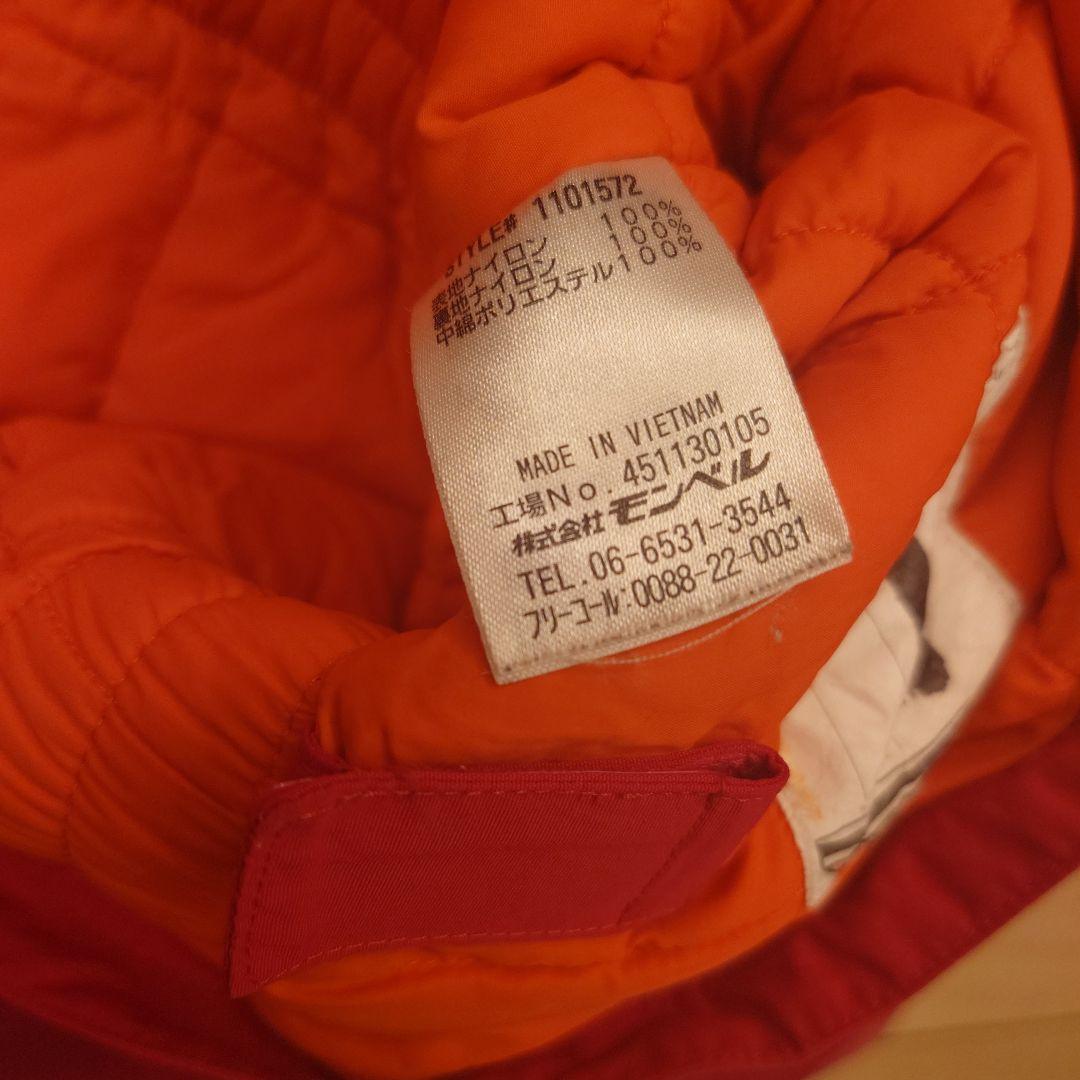 STYLE# 1101572
表地ナイロン 100%
裏地ナイロン 100%
中綿ポリエステル100%
MADE IN VIETNAM
工場No. 451130105
株式会社 モンベル
TEL. 06-6531-3544
フリーコール:0088-22-0031